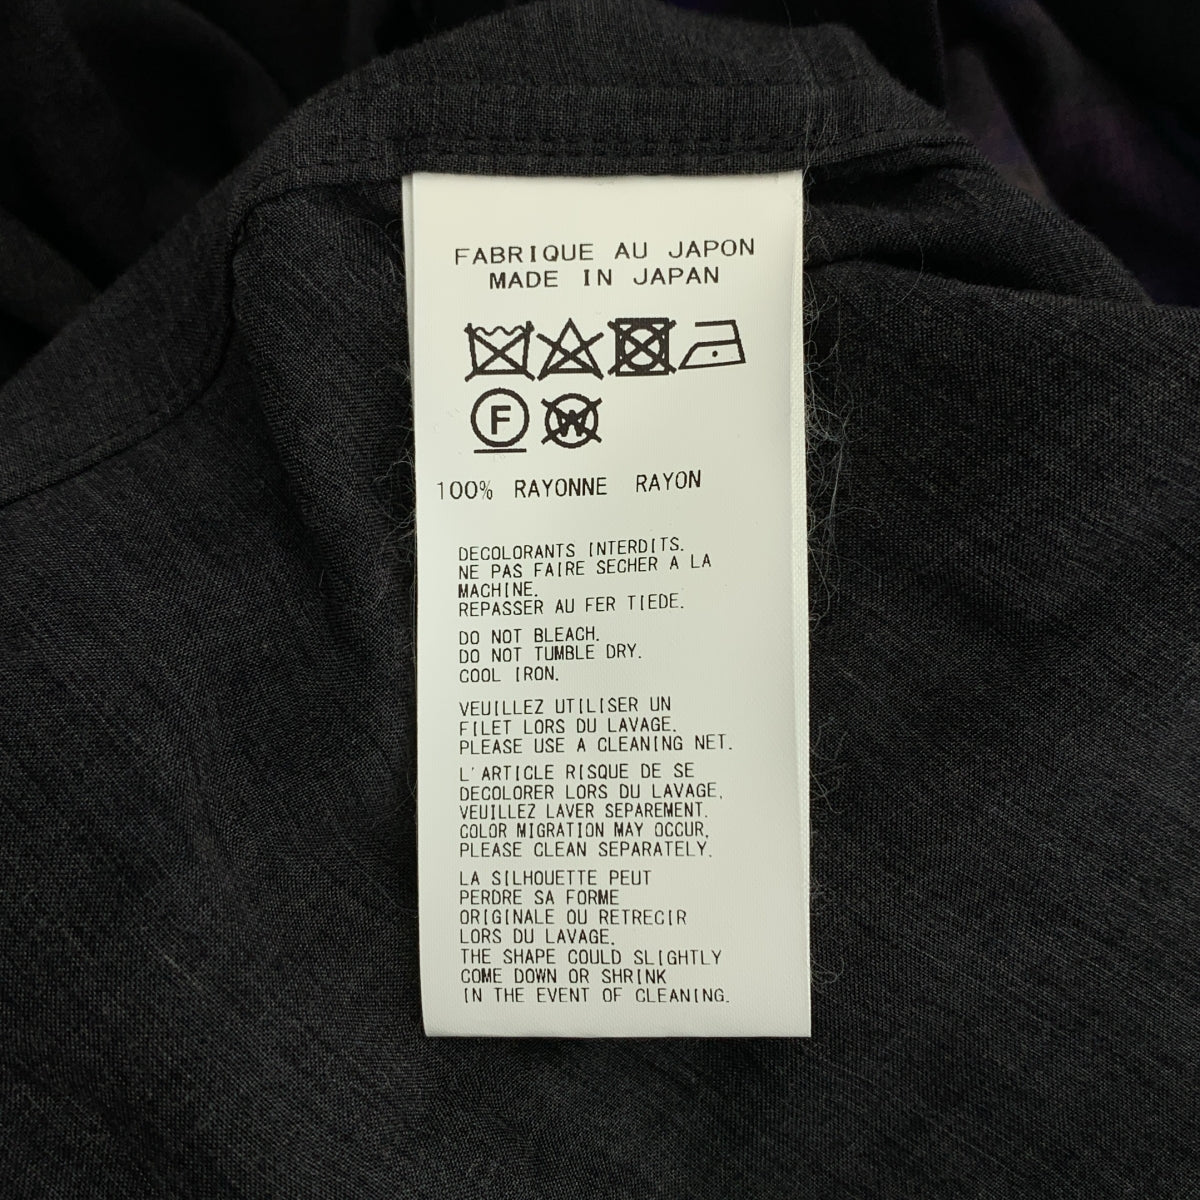 FABRIQUE AU JAPON
MADE IN JAPAN
F W
100% RAYONNE RAYON
DECOLORANTS INTERDITS.
NE PAS FAIRE SECHER A LA
MACHINE.
REPASSER AU FER TIEDE.
DO NOT BLEACH.
DO NOT TUMBLE DRY.
COOL IRON.
VEUILLEZ UTILISER UN
FILET LORS DU LAVAGE.
PLEASE USE A CLEANING NET.
L'ARTICLE RISQUE DE SE
DECOLORER LORS DU LAVAGE,
VEUILLEZ LAVER SEPAREMENT.
COLOR MIGRATION MAY OCCUR,
PLEASE CLEAN SEPARATELY.
LA SILHOUETTE PEUT
PERDRE SA FORME
ORIGINALE OU RETRECIR
LORS DU LAVAGE.
THE SHAPE COULD SLIGHTLY
COME DOWN OR SHRINK
IN THE EVENT OF CLEANING.